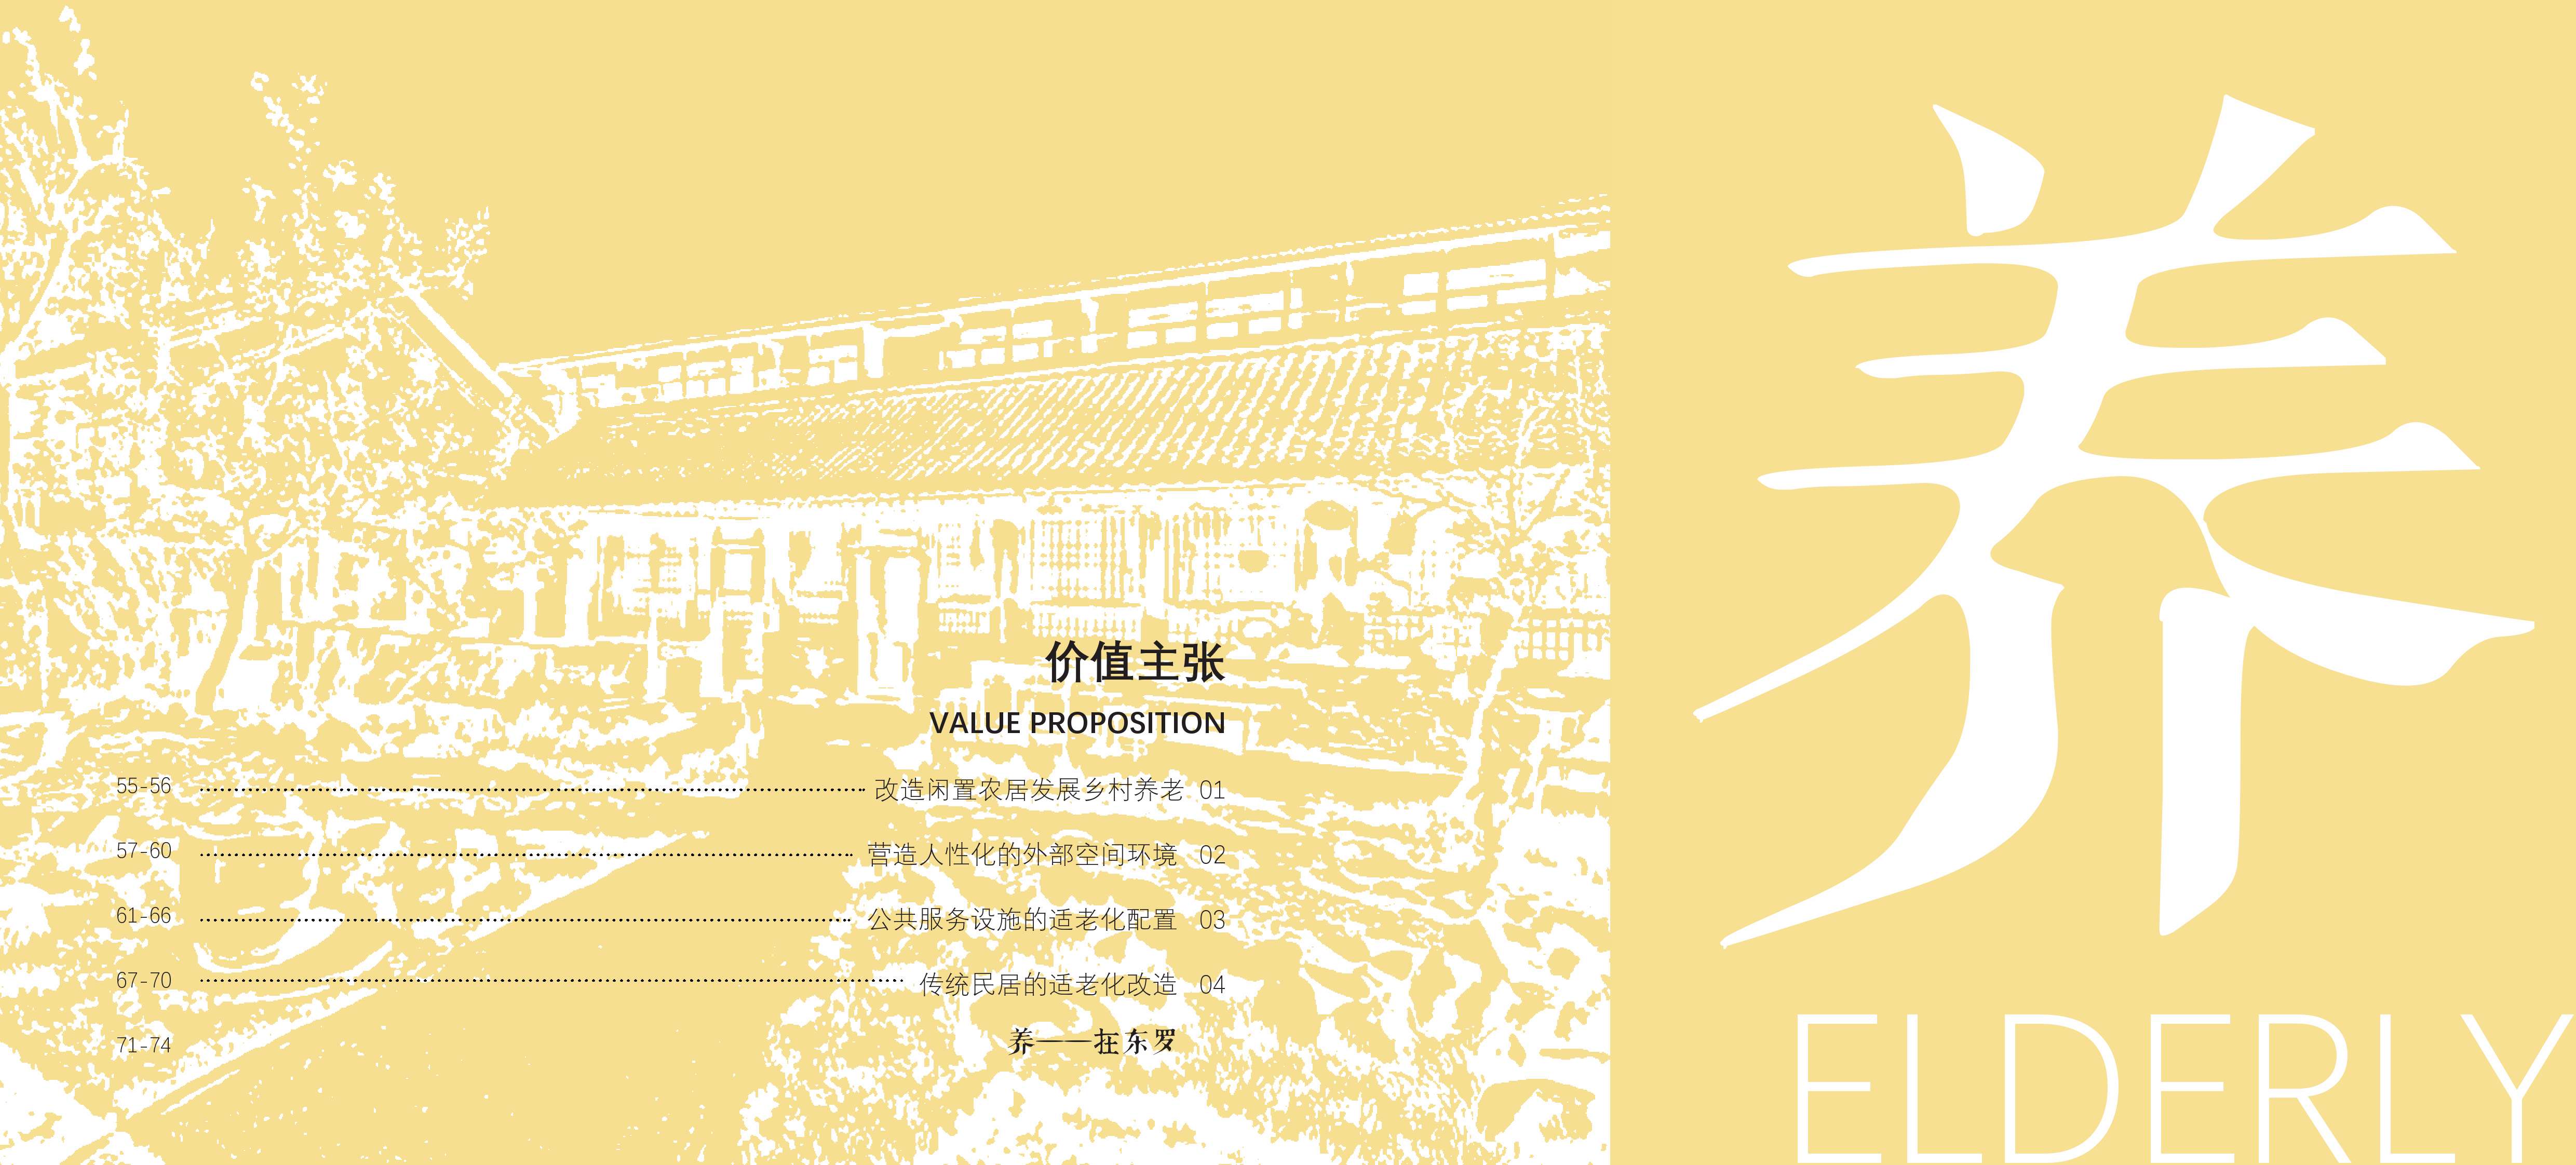 价值主张
VALUE PROPOSITION
55-56 改造闲置农居发展乡村养老 01
57-60 营造人性化的外部空间环境 02
61-66 公共服务设施的适老化配置 03
67-70 传统民居的适老化改造 04
71-74 养——在东罗
养
ELDERLY